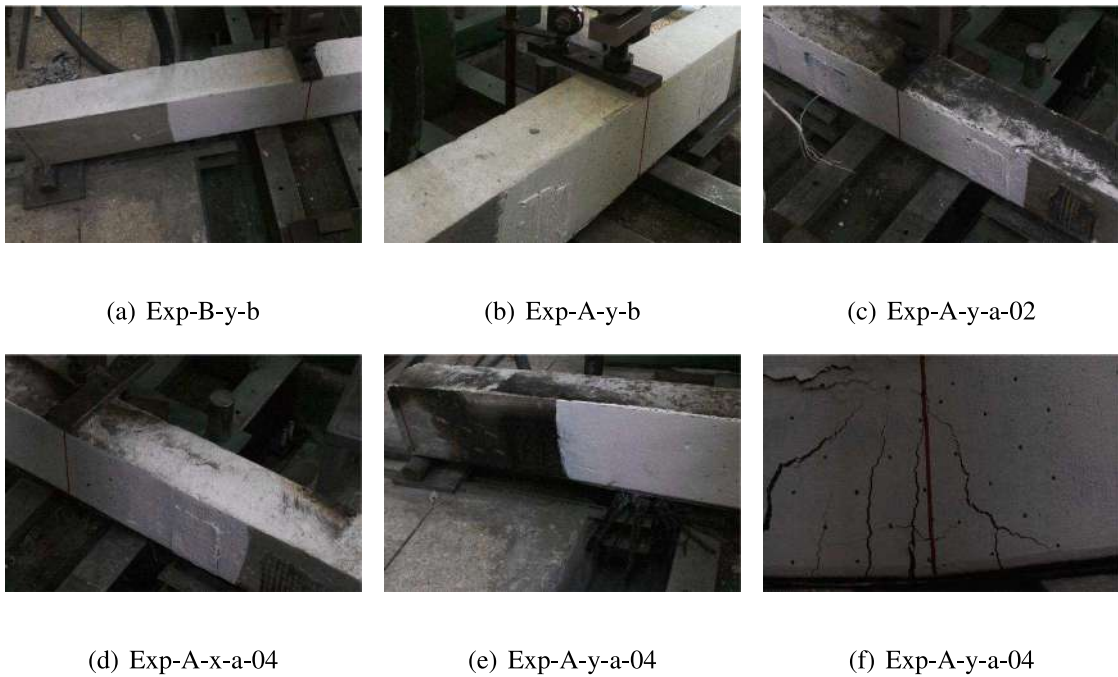 (a) Exp-B-y-b
(b) Exp-A-y-b
(c) Exp-A-y-a-02
(d) Exp-A-x-a-04
(e) Exp-A-y-a-04
(f) Exp-A-y-a-04